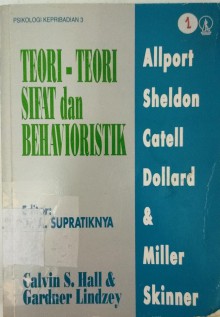 PSIKOLOGI KEPRIBADIAN 3
1
TEORI - TEORI
SIFAT dan
BEHAVIORISTIK
Allport
Sheldon
Catell
Dollard
&
Miller
Skinner
Editor:
SUPRATIKNYA
Calvin S. Hall &
Gardner Lindzey